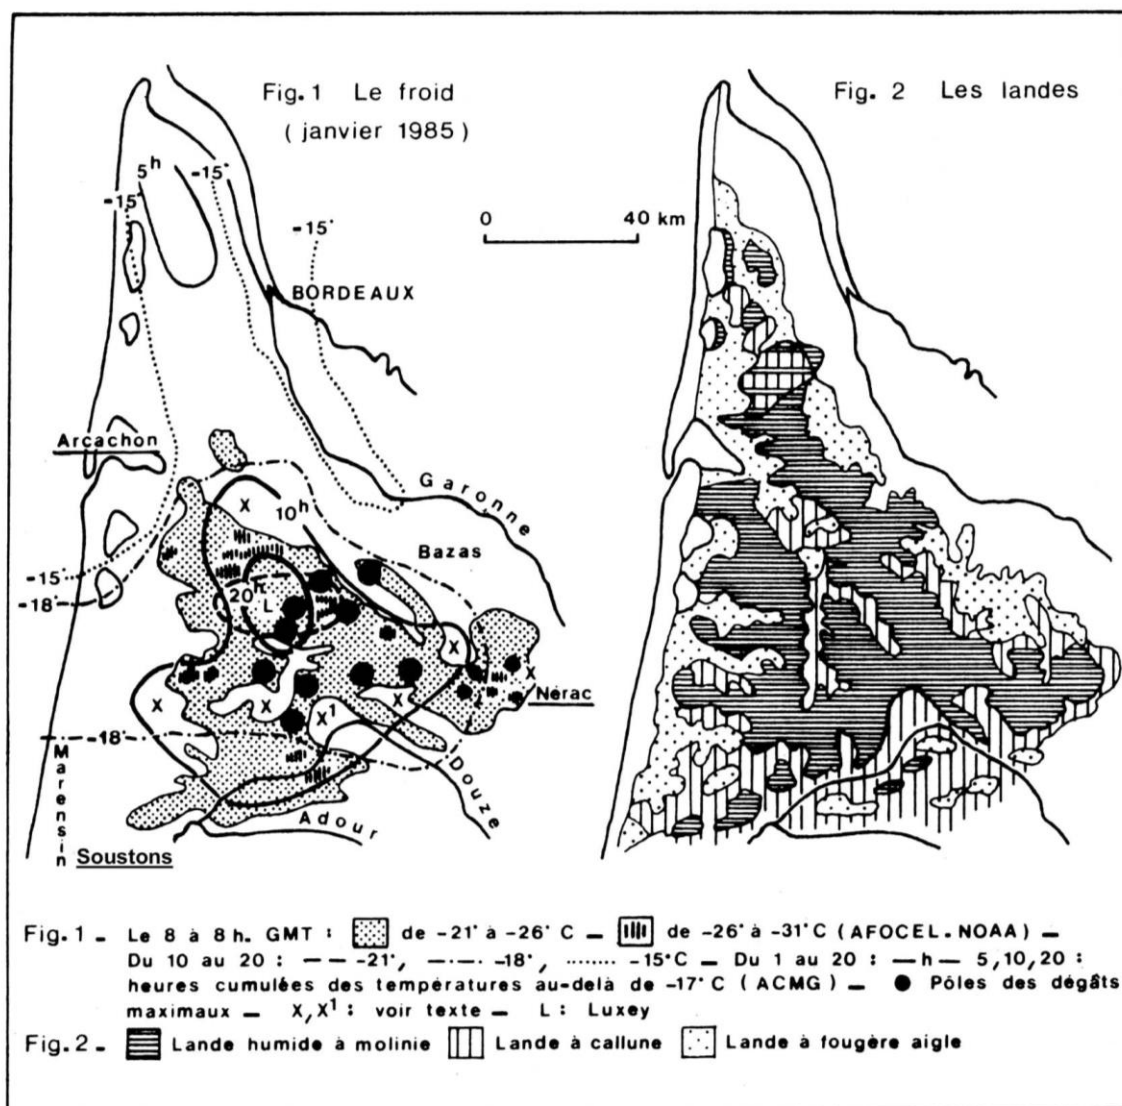 Fig. 1 Le froid
(janvier 1985)
Fig. 2 Les landes
5h
-15°
-15°
-15°
0 40 km
BORDEAUX
Arcachon
Garonne
X
10h
Bazas
-15°
-18°
20h
L
X
X
Nérac
X
X
X1
-18°
Marensin
Douze
Adour
Soustons
Fig. 1 - Le 8 à 8h. GMT : de -21° à -26° C - de -26° à -31°C (AFOCEL.NOAA) -
Du 10 au 20 : --- -21°, -·-·- -18°, ········ -15°C - Du 1 au 20 : -h- 5,10,20 :
heures cumulées des températures au-delà de -17°C (ACMG) - ● Pôles des dégâts
maximaux - X,X1 : voir texte - L : Luxey
Fig.2 - Lande humide à molinie Lande à callune Lande à fougère aigle